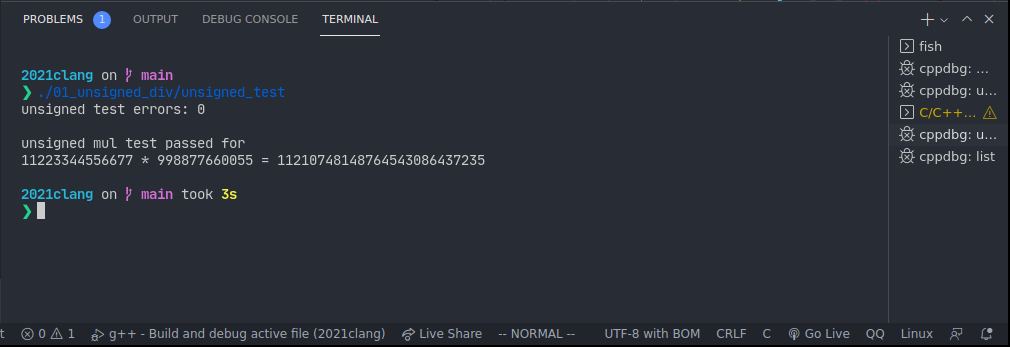 PROBLEMS 1 OUTPUT DEBUG CONSOLE TERMINAL
2021clang on main
❯ ./01_unsigned_div/unsigned_test
unsigned test errors: 0
unsigned mul test passed for
11223344556677 * 998877660055 = 11210748148764543086437235
2021clang on main took 3s
❯
fish
cppdbg: ...
cppdbg: u...
C/C++...
cppdbg: u...
cppdbg: list
t 0 1 g++ - Build and debug active file (2021clang) Live Share -- NORMAL -- UTF-8 with BOM CRLF C Go Live QQ Linux